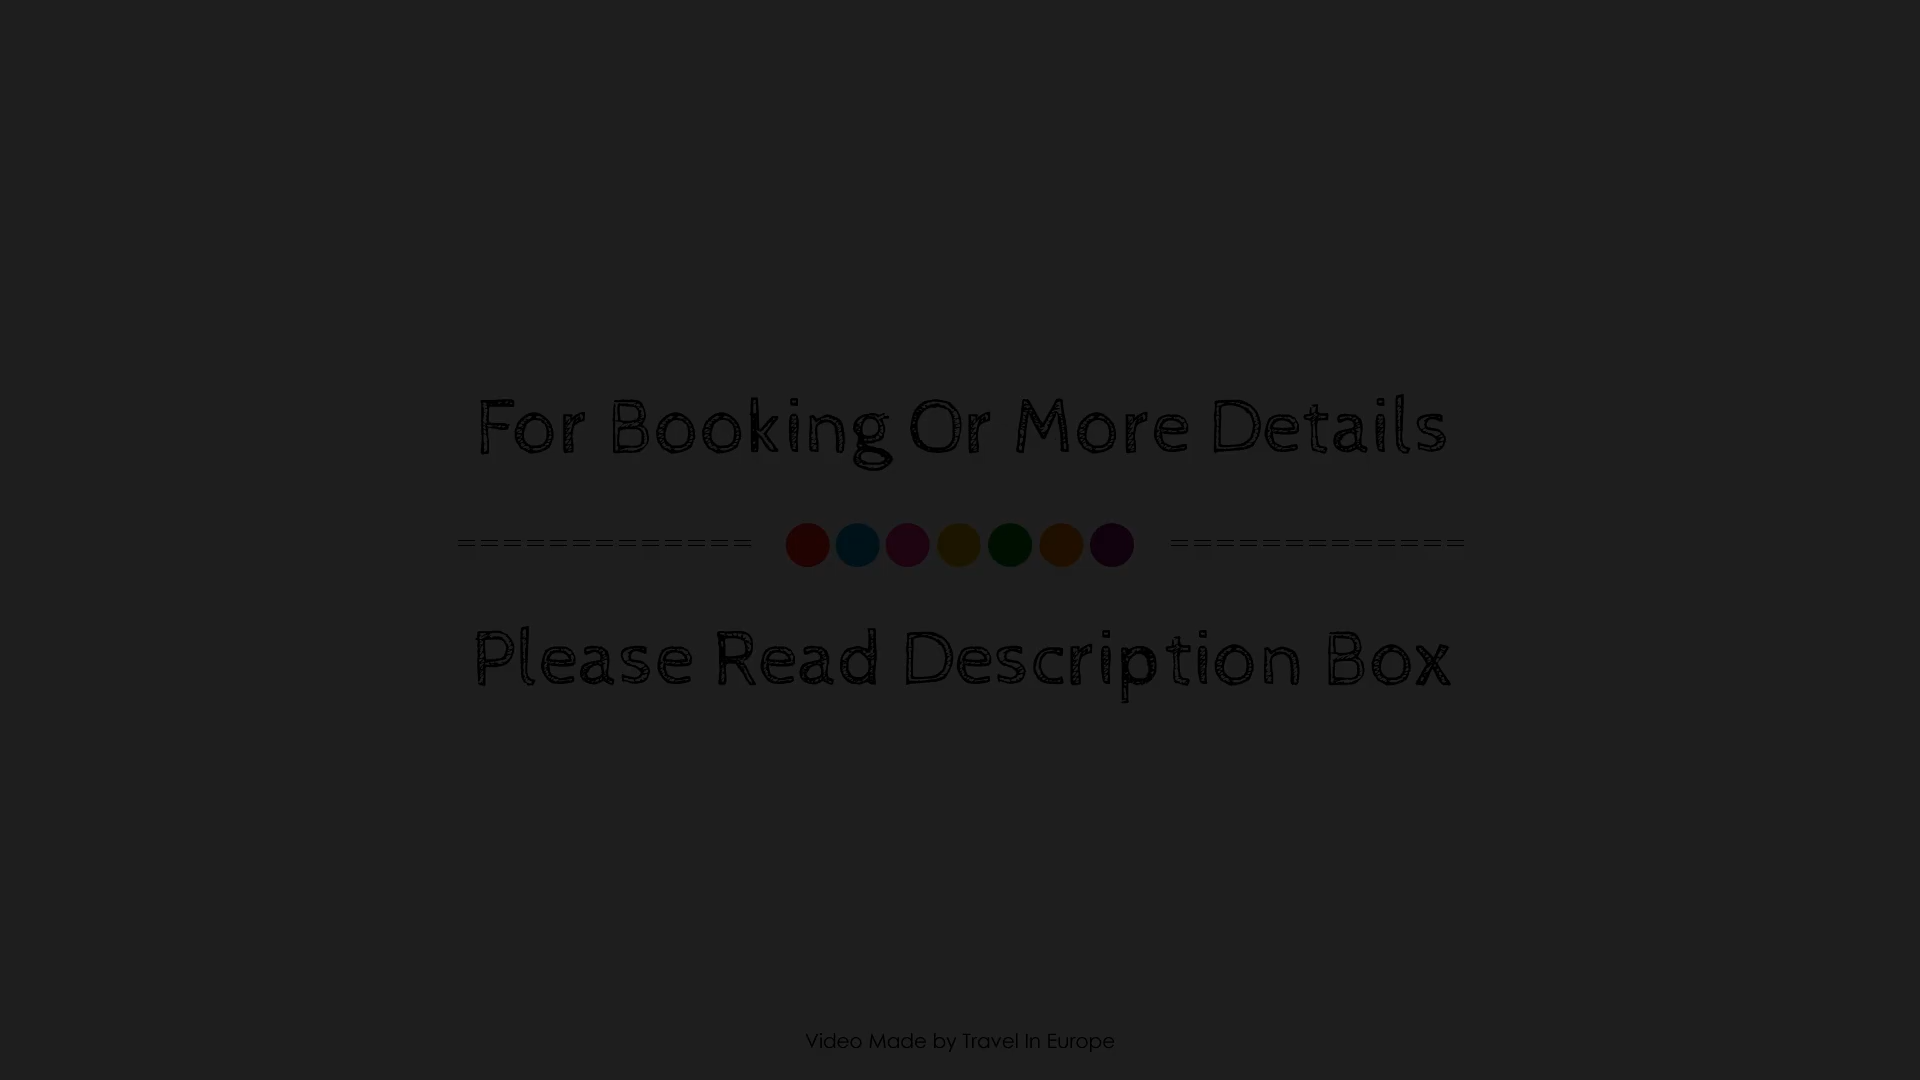 For Booking Or More Details
============= =============
Please Read Description Box
Video Made by Travel In Europe